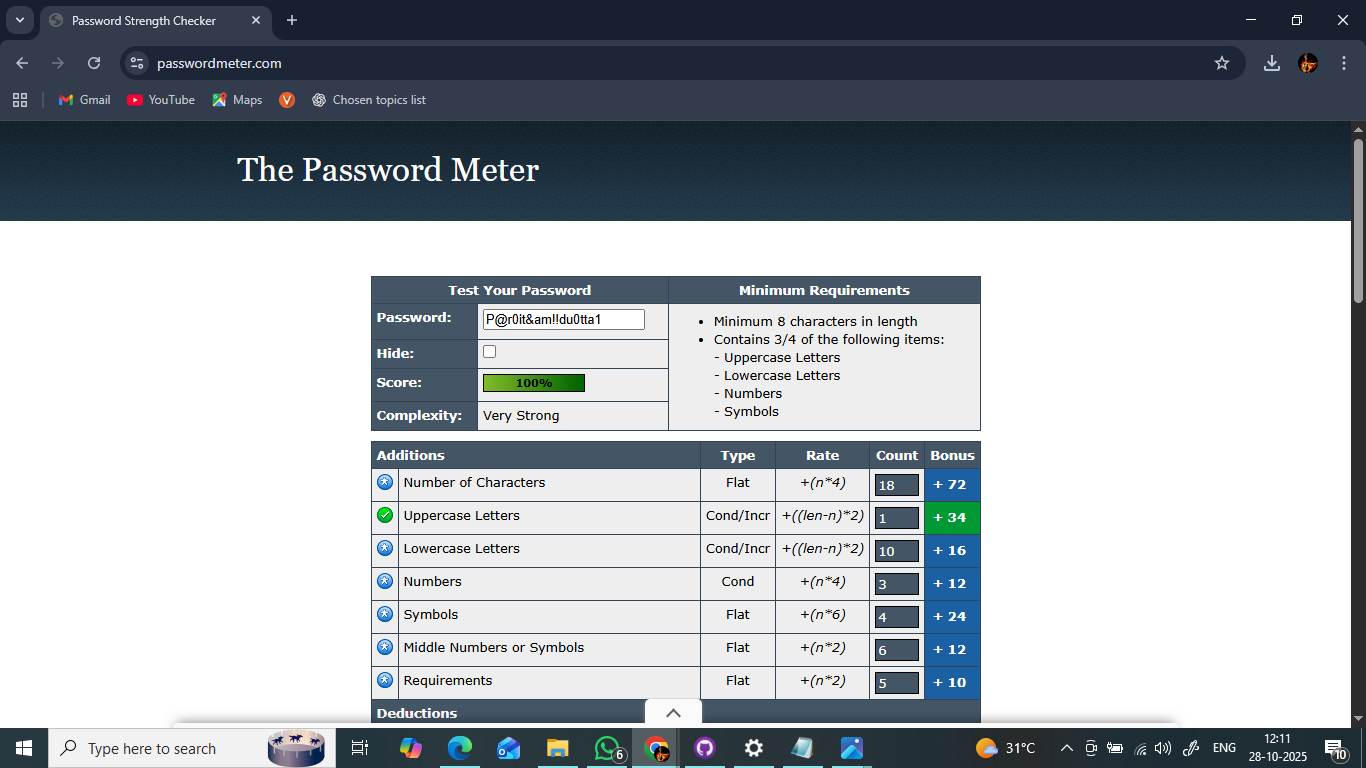 Password Strength Checker
passwordmeter.com
Gmail YouTube Maps V Chosen topics list
The Password Meter
Test Your Password Minimum Requirements
Password: P@r0it&am!!du0tta1
Hide:
Score: 100%
Complexity: Very Strong
• Minimum 8 characters in length
• Contains 3/4 of the following items:
- Uppercase Letters
- Lowercase Letters
- Numbers
- Symbols
Additions Type Rate Count Bonus
Number of Characters Flat +(n*4) 18 + 72
Uppercase Letters Cond/Incr +((len-n)*2) 1 + 34
Lowercase Letters Cond/Incr +((len-n)*2) 10 + 16
Numbers Cond +(n*4) 3 + 12
Symbols Flat +(n*6) 4 + 24
Middle Numbers or Symbols Flat +(n*2) 6 + 12
Requirements Flat +(n*2) 5 + 10
Deductions
Type here to search 6 31°C ENG 12:11
28-10-2025 10